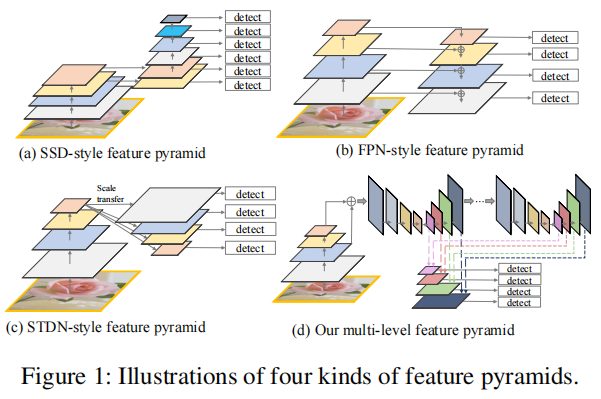 detect
detect
detect
detect
detect
detect
(a) SSD-style feature pyramid
detect
detect
detect
detect
(b) FPN-style feature pyramid
Scale
transfer
detect
detect
detect
detect
(c) STDN-style feature pyramid
detect
detect
detect
detect
(d) Our multi-level feature pyramid
Figure 1: Illustrations of four kinds of feature pyramids.